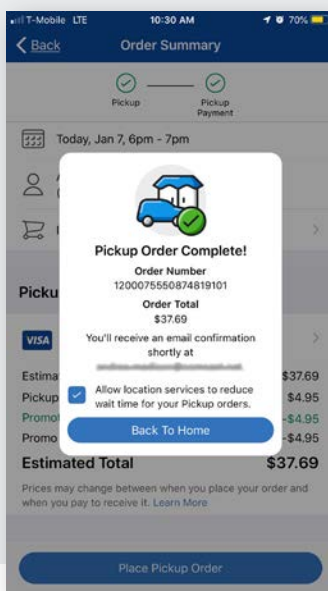 T-Mobile LTE 10:30 AM 70%
Back Order Summary
Pickup Pickup
Payment
Today, Jan 7, 6pm - 7pm
Pickup Order Complete!
Order Number
1200075550874819101
Order Total
$37.69
You'll receive an email confirmation
shortly at
Allow location services to reduce
wait time for your Pickup orders.
Back To Home
Picku
VISA
Estima $37.69
Pickup $4.95
Promot -$4.95
Promo -$4.95
Estimated Total $37.69
Prices may change between when you place your order and
when you pay to receive it. Learn More
Place Pickup Order